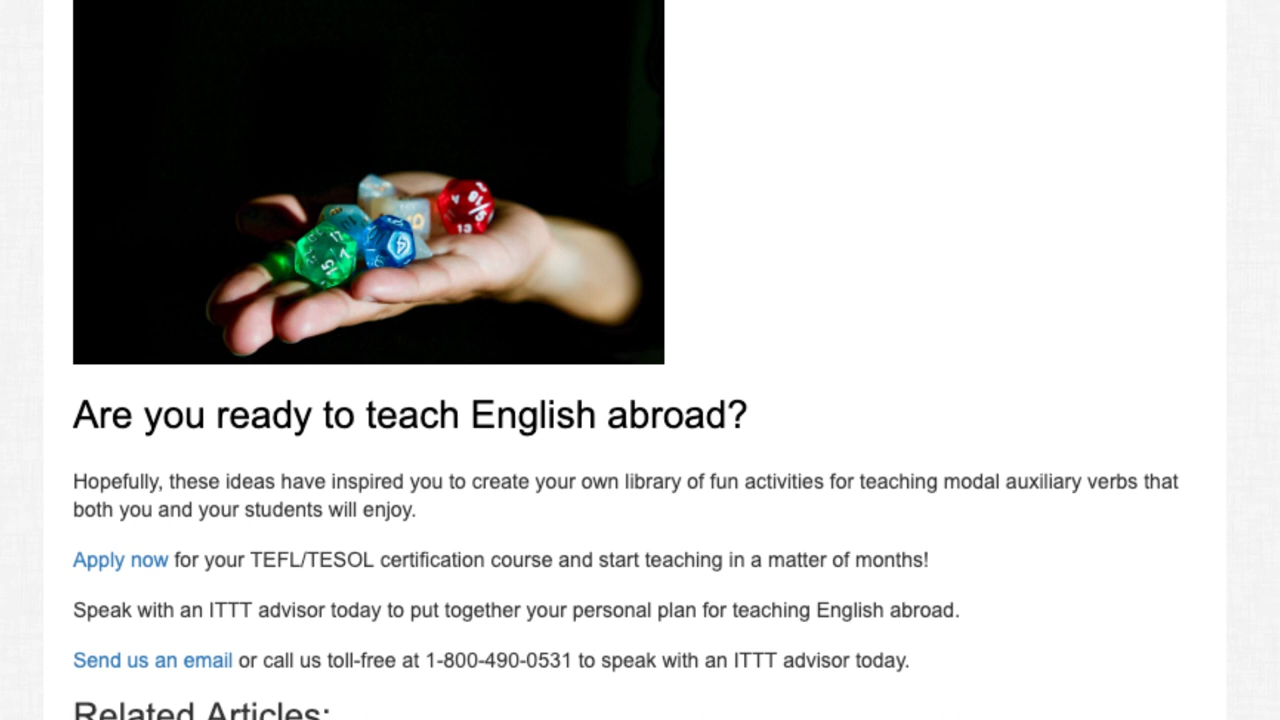 Are you ready to teach English abroad?
Hopefully, these ideas have inspired you to create your own library of fun activities for teaching modal auxiliary verbs that
both you and your students will enjoy.
Apply now for your TEFL/TESOL certification course and start teaching in a matter of months!
Speak with an ITTT advisor today to put together your personal plan for teaching English abroad.
Send us an email or call us toll-free at 1-800-490-0531 to speak with an ITTT advisor today.
Related Articles: